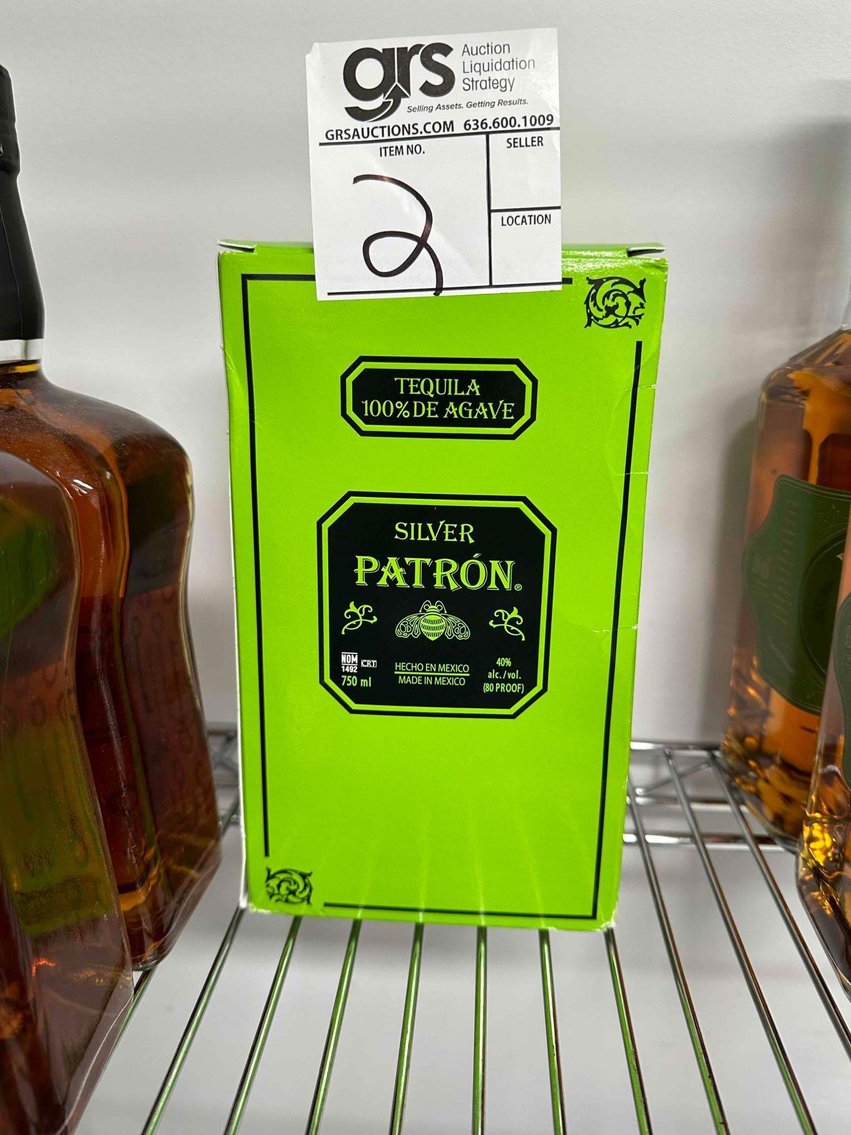 grs Auction
Liquidation
Strategy
Selling Assets. Getting Results.
GRSAUCTIONS.COM 636.600.1009
ITEM NO.
SELLER
2
LOCATION
TEQUILA
100% DE AGAVE
SILVER
PATRÓN®
NOM
1492
CRT
750 ml
HECHO EN MEXICO
MADE IN MEXICO
40%
alc./vol.
(80 PROOF)